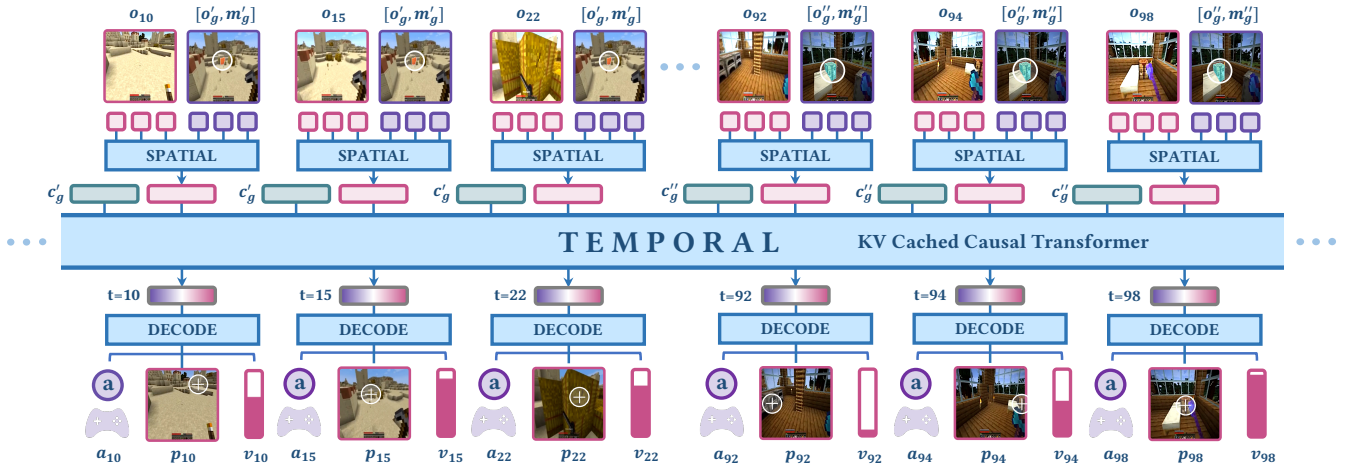 o₁₀ [o′g, m′g] o₁₅ [o′g, m′g] o₂₂ [o′g, m′g] o₉₂ [o″g, m″g] o₉₄ [o″g, m″g] o₉₈ [o″g, m″g]
SPATIAL SPATIAL SPATIAL SPATIAL SPATIAL SPATIAL
c′g c′g c′g c″g c″g c″g
TEMPORAL KV Cached Causal Transformer
t=10 t=15 t=22 t=92 t=94 t=98
DECODE DECODE DECODE DECODE DECODE DECODE
a a a a a a
a₁₀ p₁₀ v₁₀ a₁₅ p₁₅ v₁₅ a₂₂ p₂₂ v₂₂ a₉₂ p₉₂ v₉₂ a₉₄ p₉₄ v₉₄ a₉₈ p₉₈ v₉₈